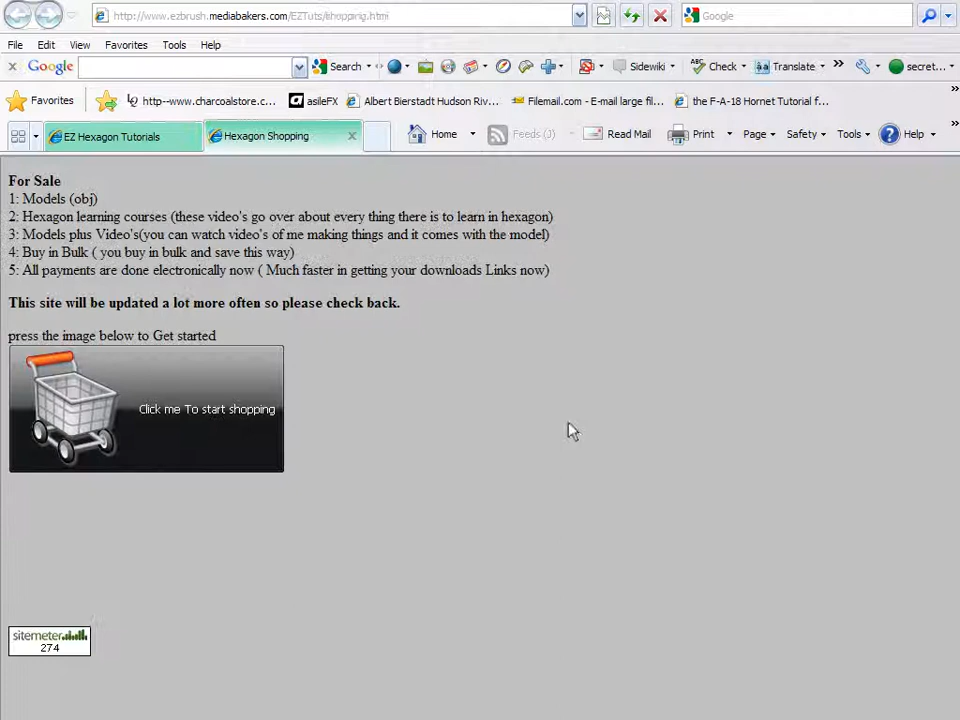 http://www.ezbrush.mediabakers.com/EZTuts/shopping.html
Google
File Edit View Favorites Tools Help
x Google Search Sidewiki Check Translate » secret...
Favorites http--www.charcoalstore.c... asileFX Albert Bierstadt Hudson Riv... Filemail.com - E-mail large fil... the F-A-18 Hornet Tutorial f... »
EZ Hexagon Tutorials Hexagon Shopping Home Feeds (J) Read Mail Print Page Safety Tools Help »
For Sale
1: Models (obj)
2: Hexagon learning courses (these video's go over about every thing there is to learn in hexagon)
3: Models plus Video's(you can watch video's of me making things and it comes with the model)
4: Buy in Bulk ( you buy in bulk and save this way)
5: All payments are done electronically now ( Much faster in getting your downloads Links now)
This site will be updated a lot more often so please check back.
press the image below to Get started
Click me To start shopping
sitemeter
274